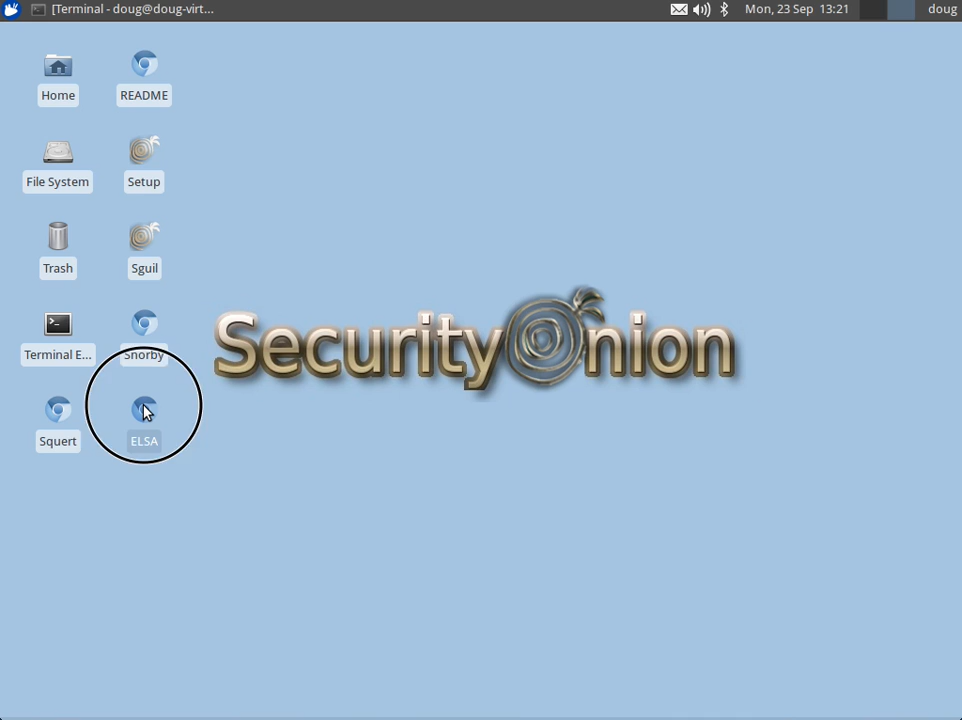 [Terminal - doug@doug-virt...
Mon, 23 Sep 13:21
doug
Home
README
File System
Setup
Trash
Sguil
Terminal E...
Snorby
Squert
ELSA
SecurityOnion